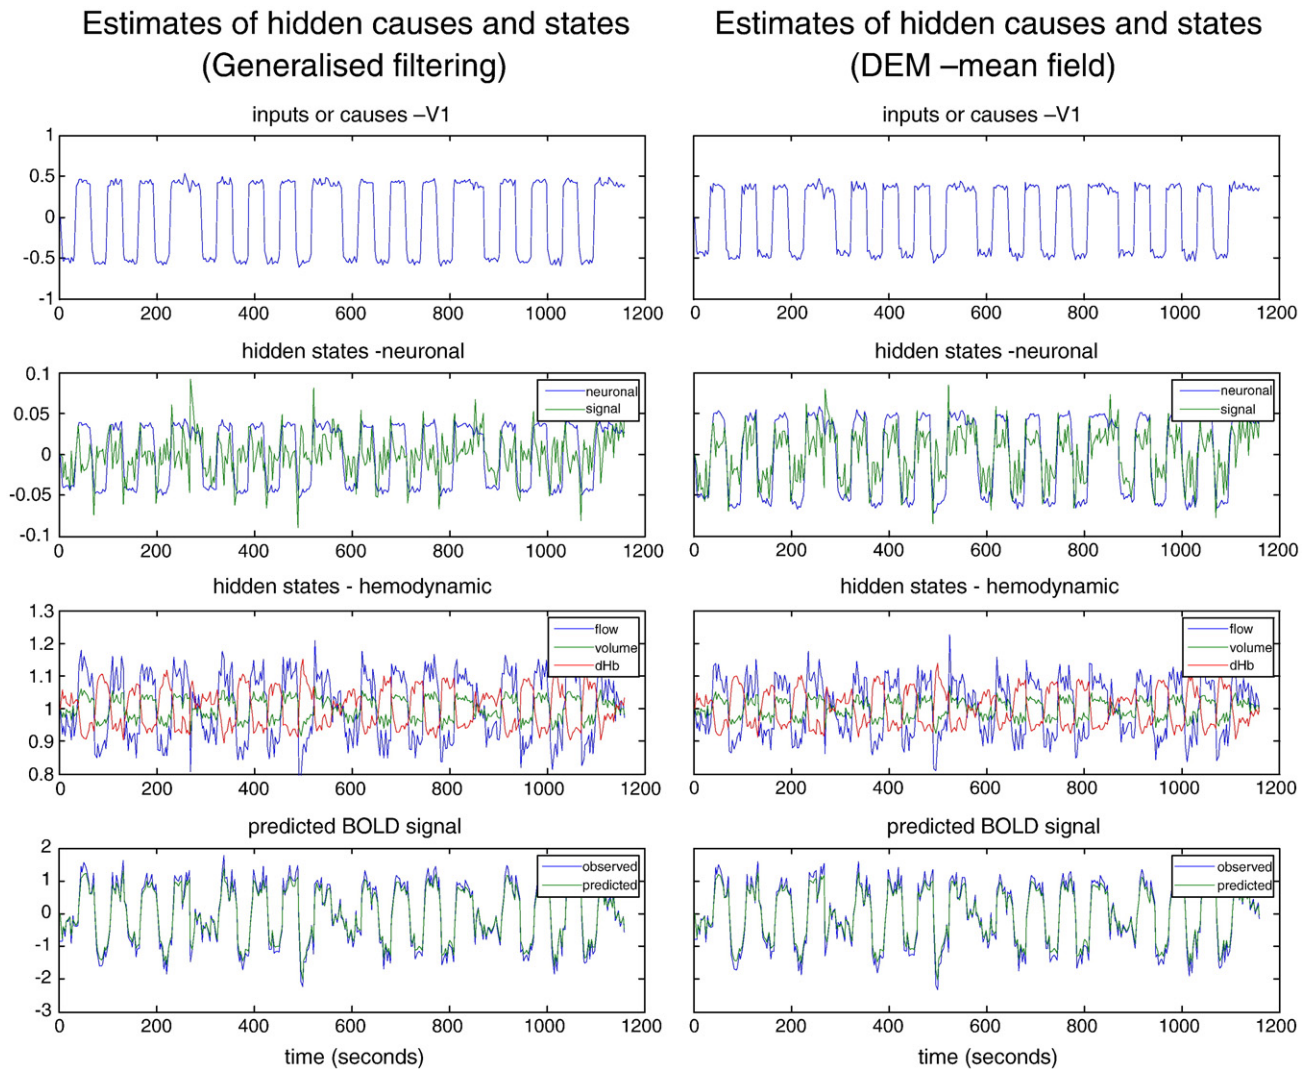 Estimates of hidden causes and states
(Generalised filtering)
inputs or causes –V1
1
0.5
0
-0.5
-1
0 200 400 600 800 1000 1200
hidden states -neuronal
0.1
0.05
0
-0.05
-0.1
neuronal
signal
0 200 400 600 800 1000 1200
hidden states - hemodynamic
1.3
1.2
1.1
1
0.9
0.8
flow
volume
dHb
0 200 400 600 800 1000 1200
predicted BOLD signal
2
1
0
-1
-2
-3
observed
predicted
0 200 400 600 800 1000 1200
time (seconds)
Estimates of hidden causes and states
(DEM –mean field)
inputs or causes –V1
0 200 400 600 800 1000 1200
hidden states -neuronal
neuronal
signal
0 200 400 600 800 1000 1200
hidden states - hemodynamic
flow
volume
dHb
0 200 400 600 800 1000 1200
predicted BOLD signal
observed
predicted
0 200 400 600 800 1000 1200
time (seconds)